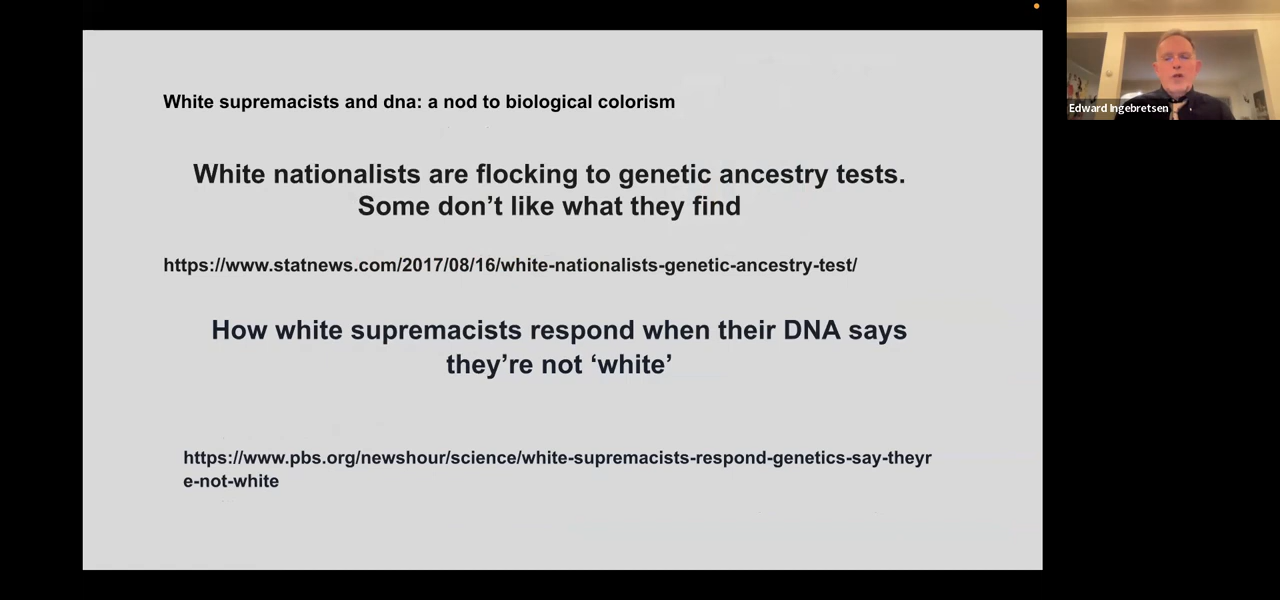 White supremacists and dna: a nod to biological colorism
White nationalists are flocking to genetic ancestry tests.
Some don’t like what they find
https://www.statnews.com/2017/08/16/white-nationalists-genetic-ancestry-test/
How white supremacists respond when their DNA says
they’re not ‘white’
https://www.pbs.org/newshour/science/white-supremacists-respond-genetics-say-theyr
e-not-white
Edward Ingebretsen